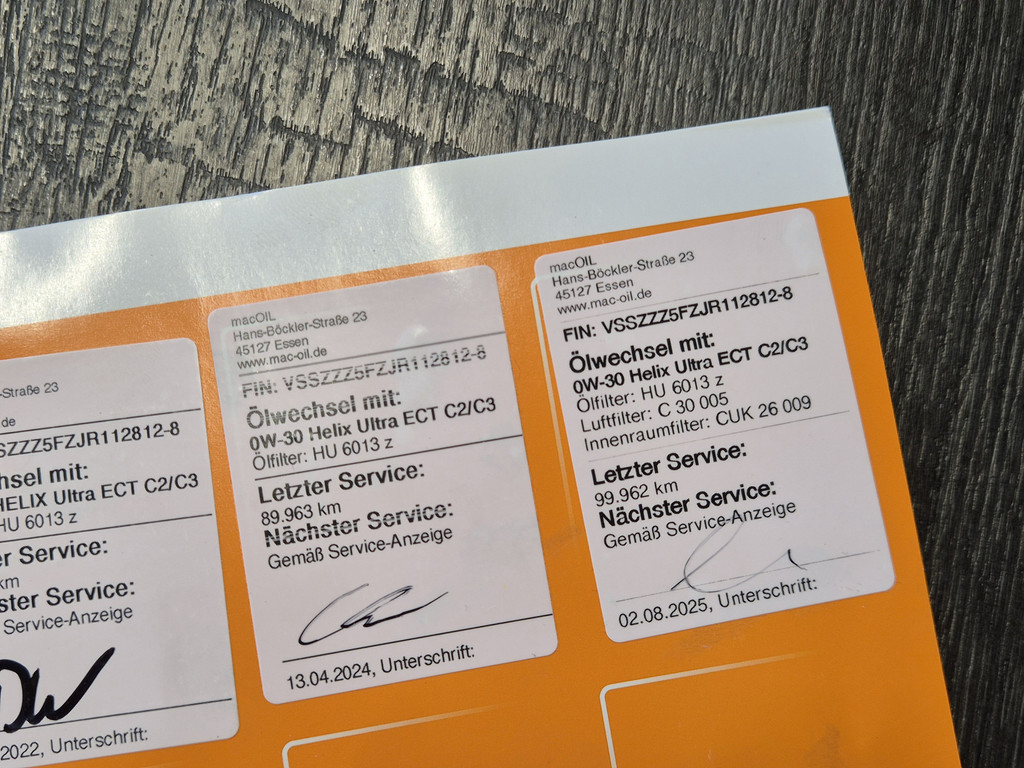 -Straße 23
.de
SZZZ5FZJR112812-8
hsel mit:
HELIX Ultra ECT C2/C3
HU 6013 z
er Service:
km
ster Service:
Service-Anzeige
DW
2022, Unterschrift:
macOIL
Hans-Böckler-Straße 23
45127 Essen
www.mac-oil.de
FIN: VSSZZZ5FZJR112812-8
Ölwechsel mit:
0W-30 Helix Ultra ECT C2/C3
Ölfilter: HU 6013 z
Letzter Service:
89.963 km
Nächster Service:
Gemäß Service-Anzeige
13.04.2024, Unterschrift:
macOIL
Hans-Böckler-Straße 23
45127 Essen
www.mac-oil.de
FIN: VSSZZZ5FZJR112812-8
Ölwechsel mit:
0W-30 Helix Ultra ECT C2/C3
Ölfilter: HU 6013 z
Luftfilter: C 30 005
Innenraumfilter: CUK 26 009
Letzter Service:
99.962 km
Nächster Service:
Gemäß Service-Anzeige
02.08.2025, Unterschrift: